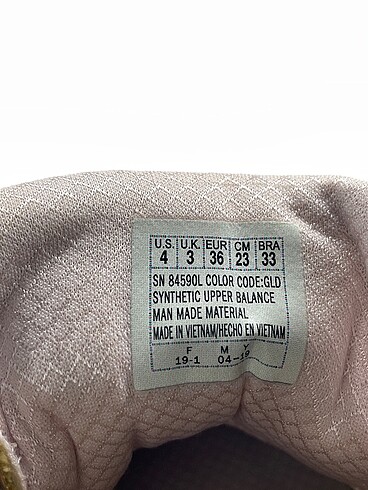 U.S. U.K. EUR CM BRA
4 3 36 23 33
SN 84590L COLOR CODE:GLD
SYNTHETIC UPPER BALANCE
MAN MADE MATERIAL
MADE IN VIETNAM/HECHO EN VIETNAM
F M Y
19-1 04-19